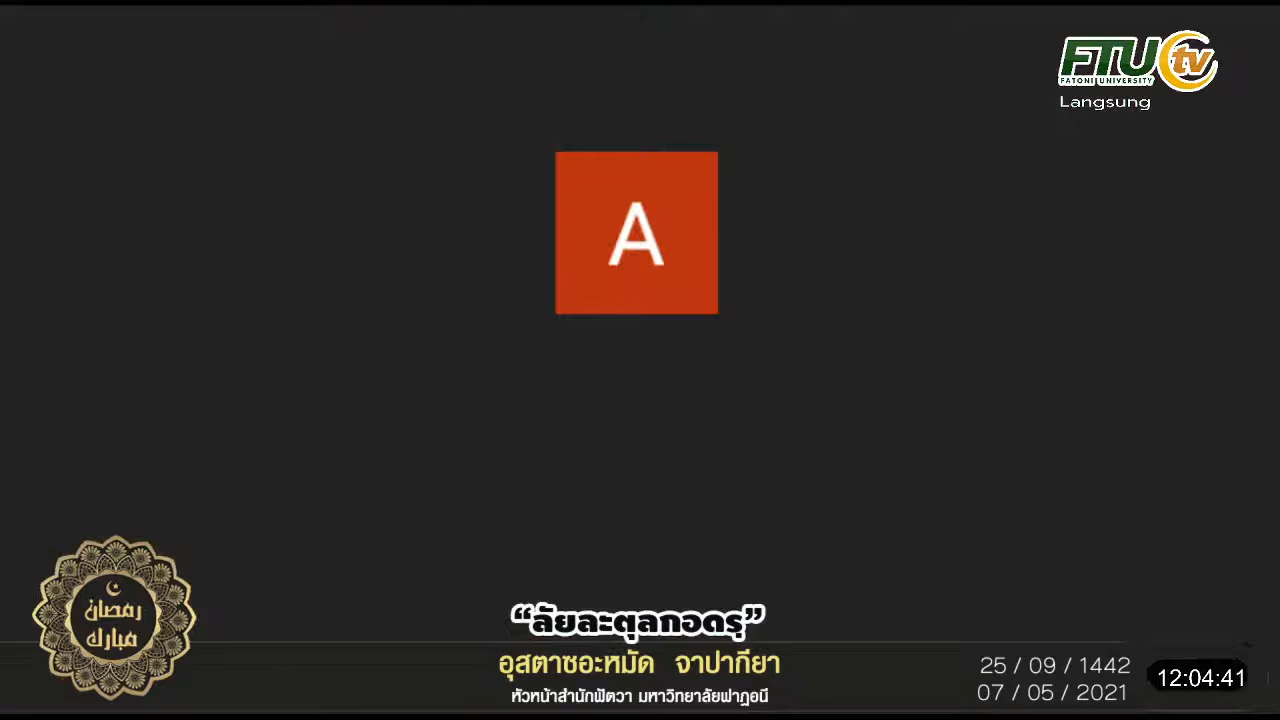 FTU tv
FATONI UNIVERSITY
Langsung
A
رمضان
مبارك
“ลัยละตุลกอดรฺ”
อุสตาซอะหมัด จาปากียา
หัวหน้าสำนักฟัตวา มหาวิทยาลัยฟาฏอนี
25 / 09 / 1442
07 / 05 / 2021
12:04:41